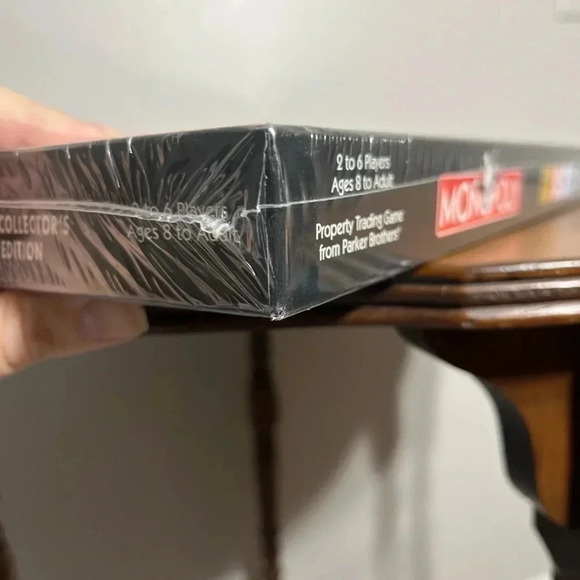 COLLECTOR'S
EDITION
2 to 6 Players
Ages 8 to Adult
2 to 6 Players
Ages 8 to Adult
Property Trading Game
from Parker Brothers®
MONOPOLY